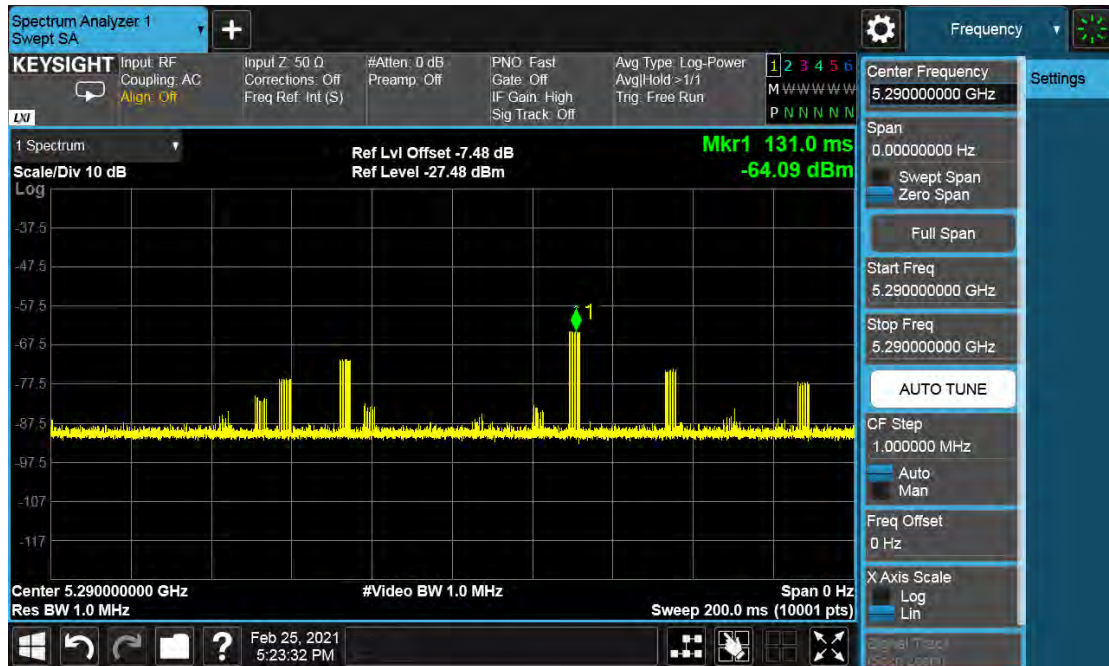 Spectrum Analyzer 1
Swept SA
+
Frequency
KEYSIGHT
Input: RF
Coupling: AC
Align: Off
Input Z: 50 Ω
Corrections: Off
Freq Ref: Int (S)
#Atten: 0 dB
Preamp: Off
PNO: Fast
Gate: Off
IF Gain: High
Sig Track: Off
Avg Type: Log-Power
Avg|Hold >1/1
Trig: Free Run
1 2 3 4 5 6
M W W W W W
P N N N N N
LXI
Center Frequency
5.290000000 GHz
Settings
Span
0.00000000 Hz
Swept Span
Zero Span
Full Span
Start Freq
5.290000000 GHz
Stop Freq
5.290000000 GHz
AUTO TUNE
CF Step
1.000000 MHz
Auto
Man
Freq Offset
0 Hz
X Axis Scale
Log
Lin
1 Spectrum
Scale/Div 10 dB
Ref Lvl Offset -7.48 dB
Ref Level -27.48 dBm
Mkr1 131.0 ms
-64.09 dBm
Log
-37.5
-47.5
-57.5
1
-67.5
-77.5
-87.5
-97.5
-107
-117
Center 5.290000000 GHz
Res BW 1.0 MHz
#Video BW 1.0 MHz
Span 0 Hz
Sweep 200.0 ms (10001 pts)
?
Feb 25, 2021
5:23:32 PM